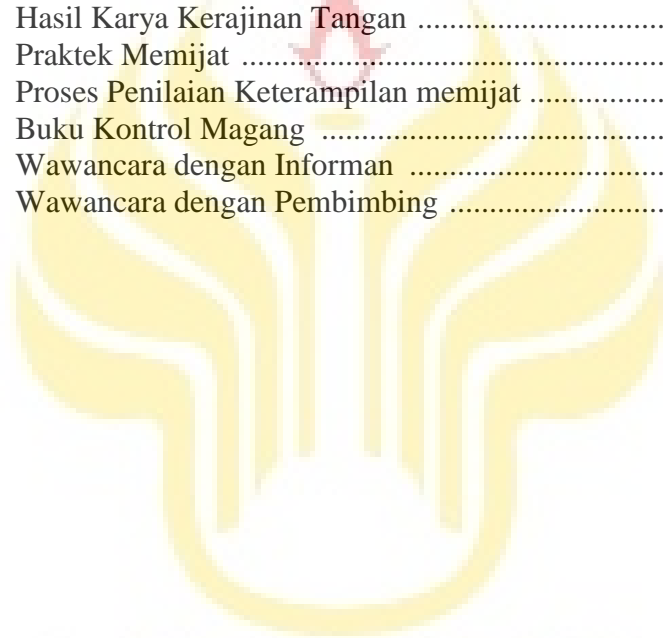 Hasil Karya Kerajinan Tangan ...............................
Praktek Memijat .....................................................
Proses Penilaian Keterampilan memijat .................
Buku Kontrol Magang ...........................................
Wawancara dengan Informan ................................
Wawancara dengan Pembimbing ...........................